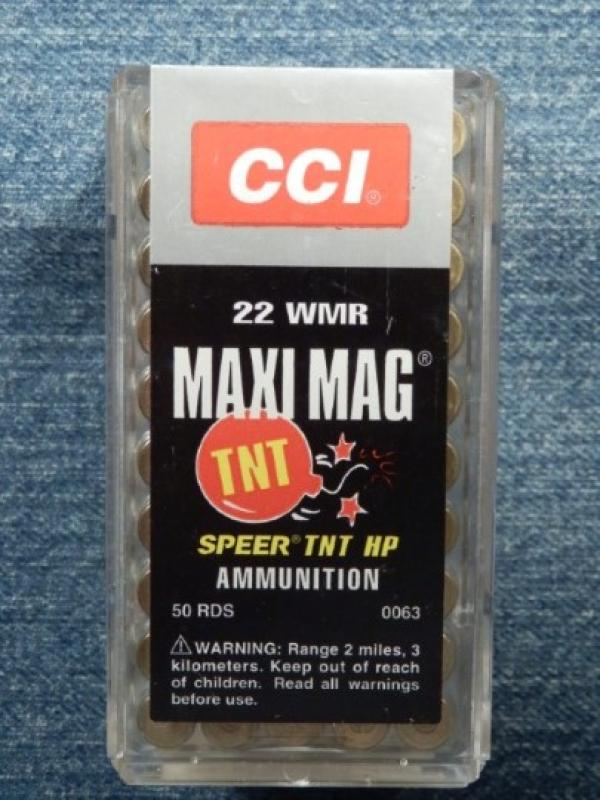 CCI®
22 WMR
MAXI MAG®
TNT
SPEER® TNT HP
AMMUNITION
50 RDS 0063
⚠WARNING: Range 2 miles, 3
kilometers. Keep out of reach
of children. Read all warnings
before use.